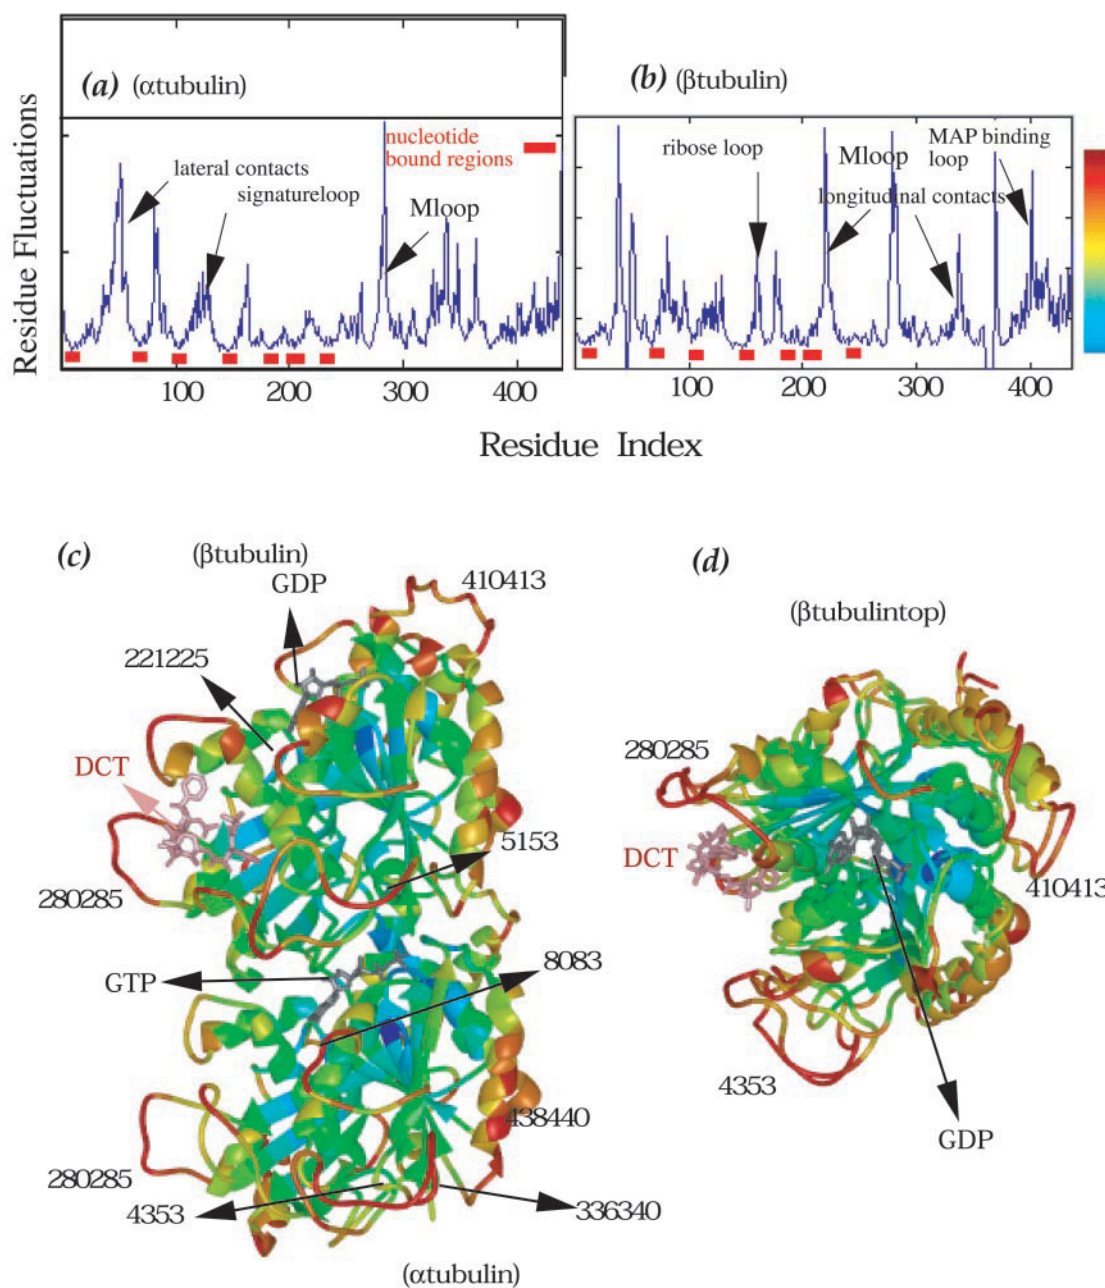 (a) (αtubulin)
(b) (βtubulin)
Residue Fluctuations
nucleotide
bound regions
lateral contacts
signatureloop
Mloop
ribose loop
Mloop
MAP binding
loop
longitudinal contacts
100 200 300 400
100 200 300 400
Residue Index
(c)
(βtubulin)
GDP
410413
221225
DCT
5153
280285
GTP
8083
438440
280285
4353
336340
(αtubulin)
(d)
(βtubulintop)
280285
DCT
410413
4353
GDP